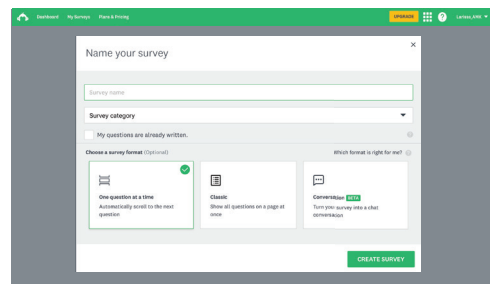 Dashboard My Surveys Plans & Pricing UPGRADE ?
Name your survey ×
Survey name
Survey category
My questions are already written.
Choose a survey format (Optional) Which format is right for me?
One question at a time
Automatically scroll to the next
question
Classic
Show all questions on a page at
once
Conversation BETA
Turn your survey into a chat
conversation
CREATE SURVEY